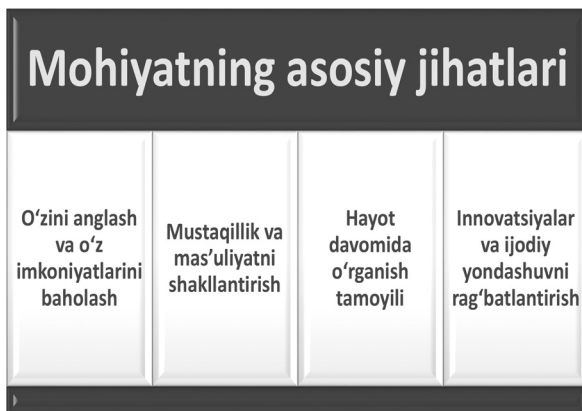 Mohiyatning asosiy jihatlari
O‘zini anglash
va o‘z
imkoniyatlarini
baholash
Mustaqillik va
mas’uliyatni
shakllantirish
Hayot
davomida
o‘rganish
tamoyili
Innovatsiyalar
va ijodiy
yondashuvni
rag‘batlantirish